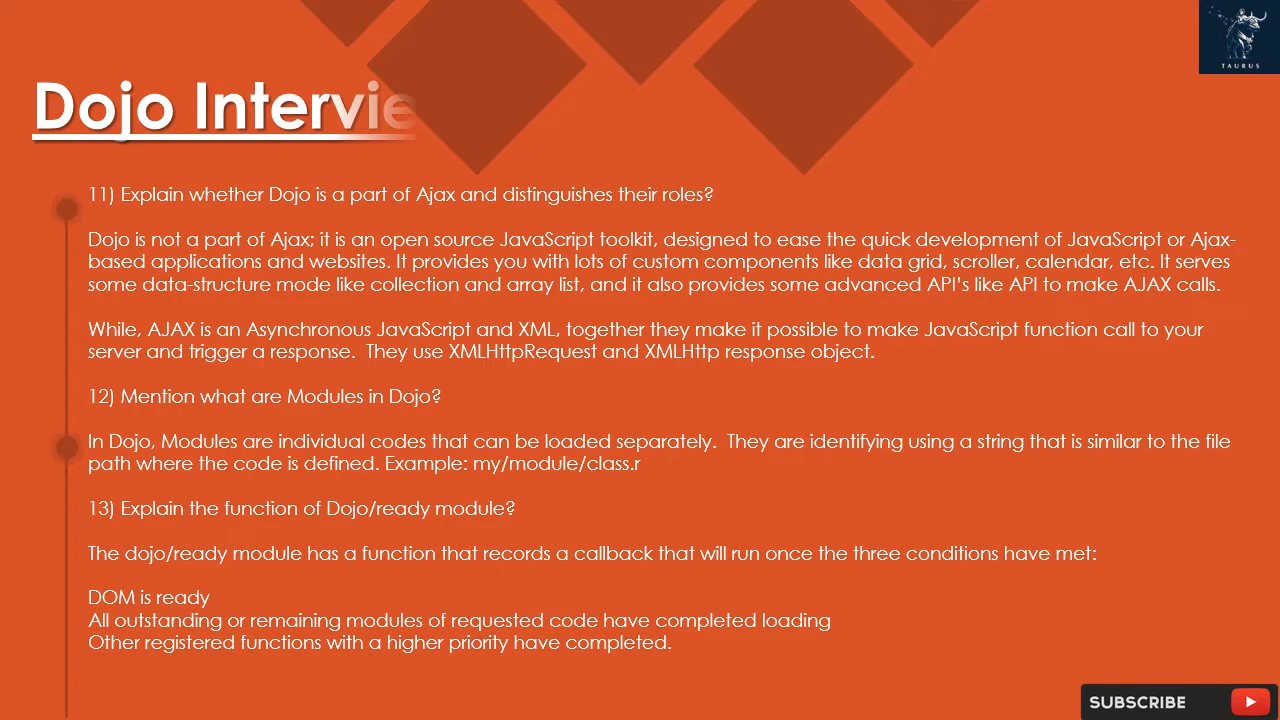 TAURUS
Dojo Intervie
11) Explain whether Dojo is a part of Ajax and distinguishes their roles?
Dojo is not a part of Ajax; it is an open source JavaScript toolkit, designed to ease the quick development of JavaScript or Ajax-
based applications and websites. It provides you with lots of custom components like data grid, scroller, calendar, etc. It serves
some data-structure mode like collection and array list, and it also provides some advanced API's like API to make AJAX calls.
While, AJAX is an Asynchronous JavaScript and XML, together they make it possible to make JavaScript function call to your
server and trigger a response.  They use XMLHttpRequest and XMLHttp response object.
12) Mention what are Modules in Dojo?
In Dojo, Modules are individual codes that can be loaded separately.  They are identifying using a string that is similar to the file
path where the code is defined. Example: my/module/class.r
13) Explain the function of Dojo/ready module?
The dojo/ready module has a function that records a callback that will run once the three conditions have met:
DOM is ready
All outstanding or remaining modules of requested code have completed loading
Other registered functions with a higher priority have completed.
SUBSCRIBE